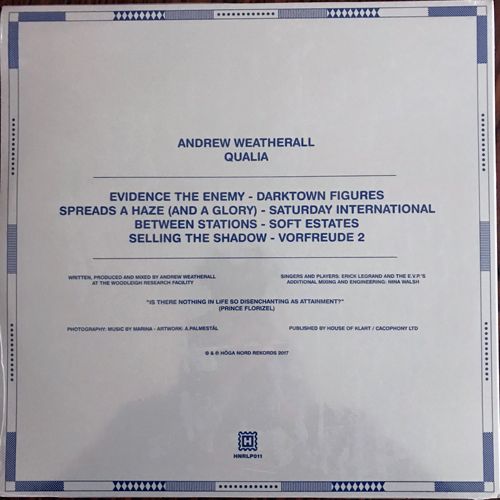 ANDREW WEATHERALL
QUALIA
EVIDENCE THE ENEMY - DARKTOWN FIGURES
SPREADS A HAZE (AND A GLORY) - SATURDAY INTERNATIONAL
BETWEEN STATIONS - SOFT ESTATES
SELLING THE SHADOW - VORFREUDE 2
WRITTEN, PRODUCED AND MIXED BY ANDREW WEATHERALL
AT THE WOODLEIGH RESEARCH FACILITY
SINGERS AND PLAYERS: ERICK LEGRAND AND THE E.V.P.'S
ADDITIONAL MIXING AND ENGINEERING: NINA WALSH
"IS THERE NOTHING IN LIFE SO DISENCHANTING AS ATTAINMENT?"
(PRINCE FLORIZEL)
PHOTOGRAPHY: MUSIC BY MARINA - ARTWORK: A.PALMESTÅL
PUBLISHED BY HOUSE OF KLART / CACOPHONY LTD
© & ℗ HÖGA NORD REKORDS 2017
H
HNRLP011